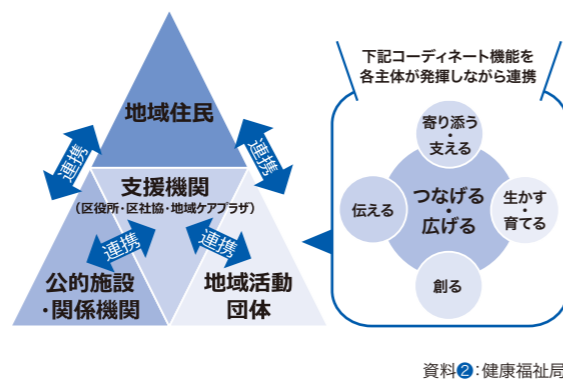 地域住民
連携
連携
支援機関
（区役所・区社協・地域ケアプラザ）
連携
連携
公的施設
・関係機関
地域活動
団体
下記コーディネート機能を
各主体が発揮しながら連携
寄り添う
・
支える
伝える
つなげる
・
広げる
生かす
・
育てる
創る
資料❷：健康福祉局